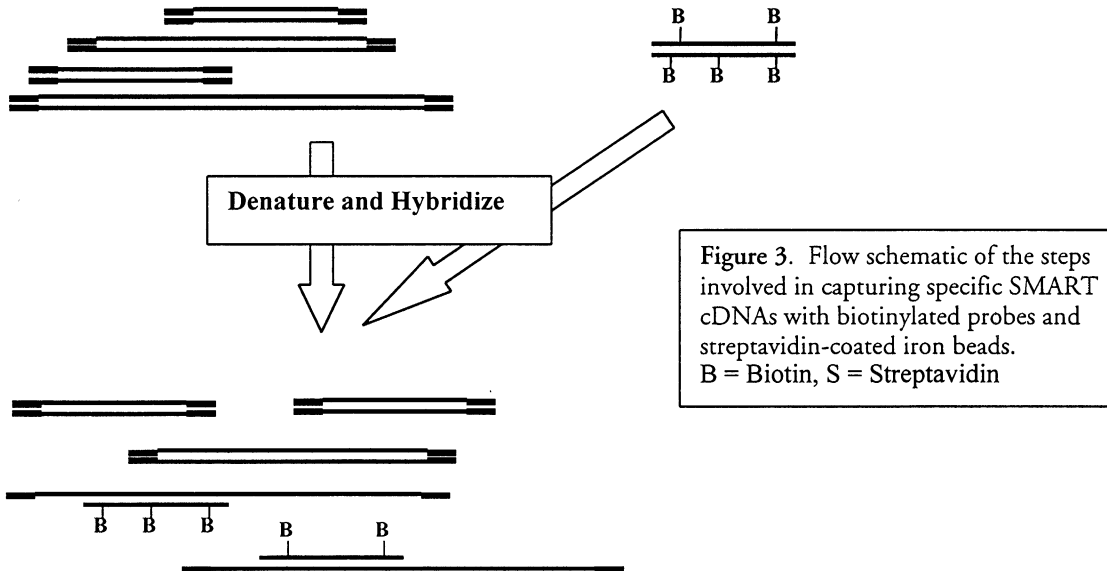 B B
B B B
Denature and Hybridize
Figure 3. Flow schematic of the steps
involved in capturing specific SMART
cDNAs with biotinylated probes and
streptavidin-coated iron beads.
B = Biotin, S = Streptavidin
B B B
B B